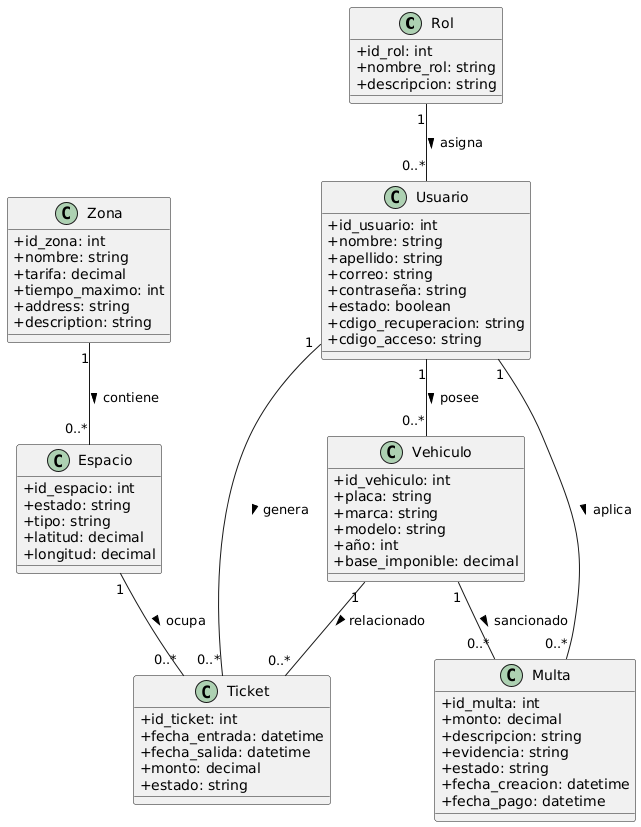 C Rol
+id_rol: int
+nombre_rol: string
+descripcion: string
1
asigna
0..*
C Usuario
+id_usuario: int
+nombre: string
+apellido: string
+correo: string
+contraseña: string
+estado: boolean
+cdigo_recuperacion: string
+cdigo_acceso: string
C Zona
+id_zona: int
+nombre: string
+tarifa: decimal
+tiempo_maximo: int
+address: string
+description: string
1
contiene
0..*
1
genera
0..*
1
posee
0..*
1
aplica
0..*
C Espacio
+id_espacio: int
+estado: string
+tipo: string
+latitud: decimal
+longitud: decimal
C Vehiculo
+id_vehiculo: int
+placa: string
+marca: string
+modelo: string
+año: int
+base_imponible: decimal
1
ocupa
0..*
1
relacionado
0..*
1
sancionado
0..*
C Ticket
+id_ticket: int
+fecha_entrada: datetime
+fecha_salida: datetime
+monto: decimal
+estado: string
C Multa
+id_multa: int
+monto: decimal
+descripcion: string
+evidencia: string
+estado: string
+fecha_creacion: datetime
+fecha_pago: datetime